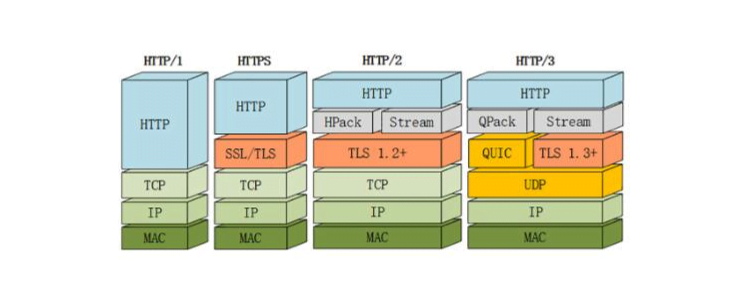 HTTP/1 HTTPS HTTP/2 HTTP/3
HTTP HTTP HTTP HTTP
HPack Stream QPack Stream
SSL/TLS TLS 1.2+ QUIC TLS 1.3+
TCP TCP TCP UDP
IP IP IP IP
MAC MAC MAC MAC